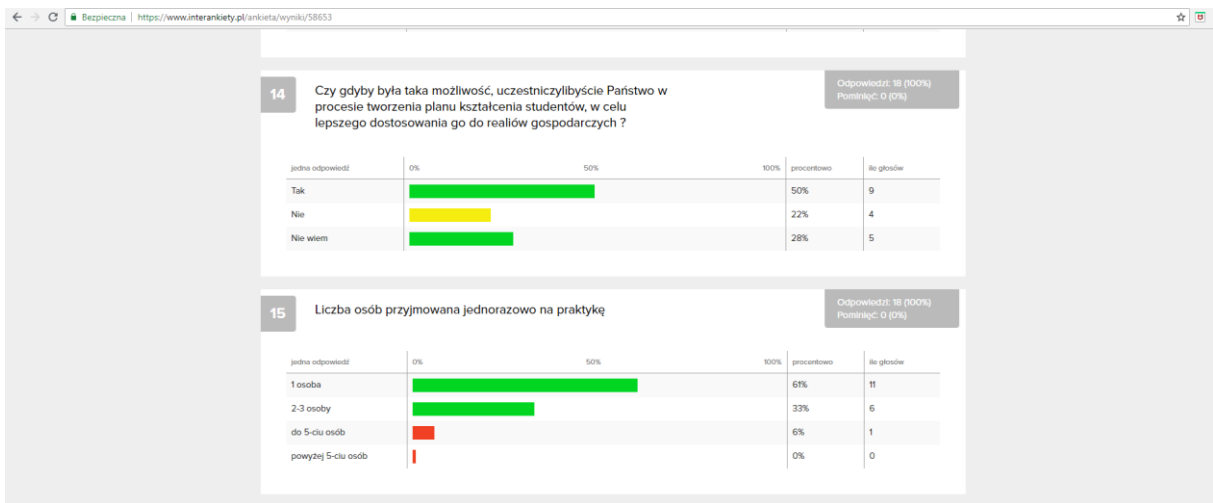 Bezpieczna | https://www.interankiety.pl/ankieta/wyniki/58653
14
Czy gdyby była taka możliwość, uczestniczylibyście Państwo w
procesie tworzenia planu kształcenia studentów, w celu
lepszego dostosowania go do realiów gospodarczych ?
Odpowiedzi: 18 (100%)
Pominięć: 0 (0%)
jedna odpowiedź 0% 50% 100% procentowo ile głosów
Tak 50% 9
Nie 22% 4
Nie wiem 28% 5
15
Liczba osób przyjmowana jednorazowo na praktykę
Odpowiedzi: 18 (100%)
Pominięć: 0 (0%)
jedna odpowiedź 0% 50% 100% procentowo ile głosów
1 osoba 61% 11
2-3 osoby 33% 6
do 5-ciu osób 6% 1
powyżej 5-ciu osób 0% 0